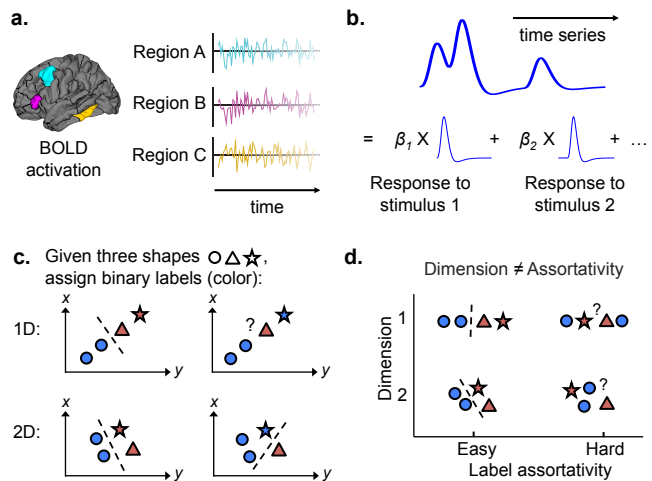 a.
Region A
Region B
Region C
BOLD
activation
time
b.
time series
= β1 X + β2 X + ...
Response to
stimulus 1
Response to
stimulus 2
c. Given three shapes ,
assign binary labels (color):
1D:
x
y
x
?
y
2D:
x
y
x
y
d.
Dimension ≠ Assortativity
Dimension
1
?
2
?
Easy
Hard
Label assortativity